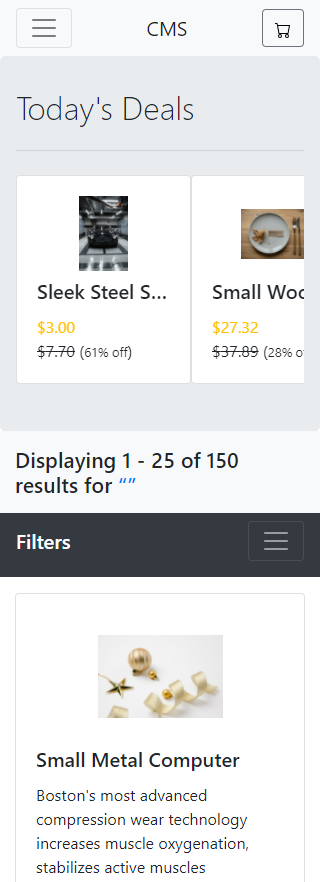 CMS
Today's Deals
Sleek Steel S...
$3.00
$7.70 (61% off)
Small Woo
$27.32
$37.89 (28% o
Displaying 1 - 25 of 150
results for “”
Filters
Small Metal Computer
Boston's most advanced
compression wear technology
increases muscle oxygenation,
stabilizes active muscles